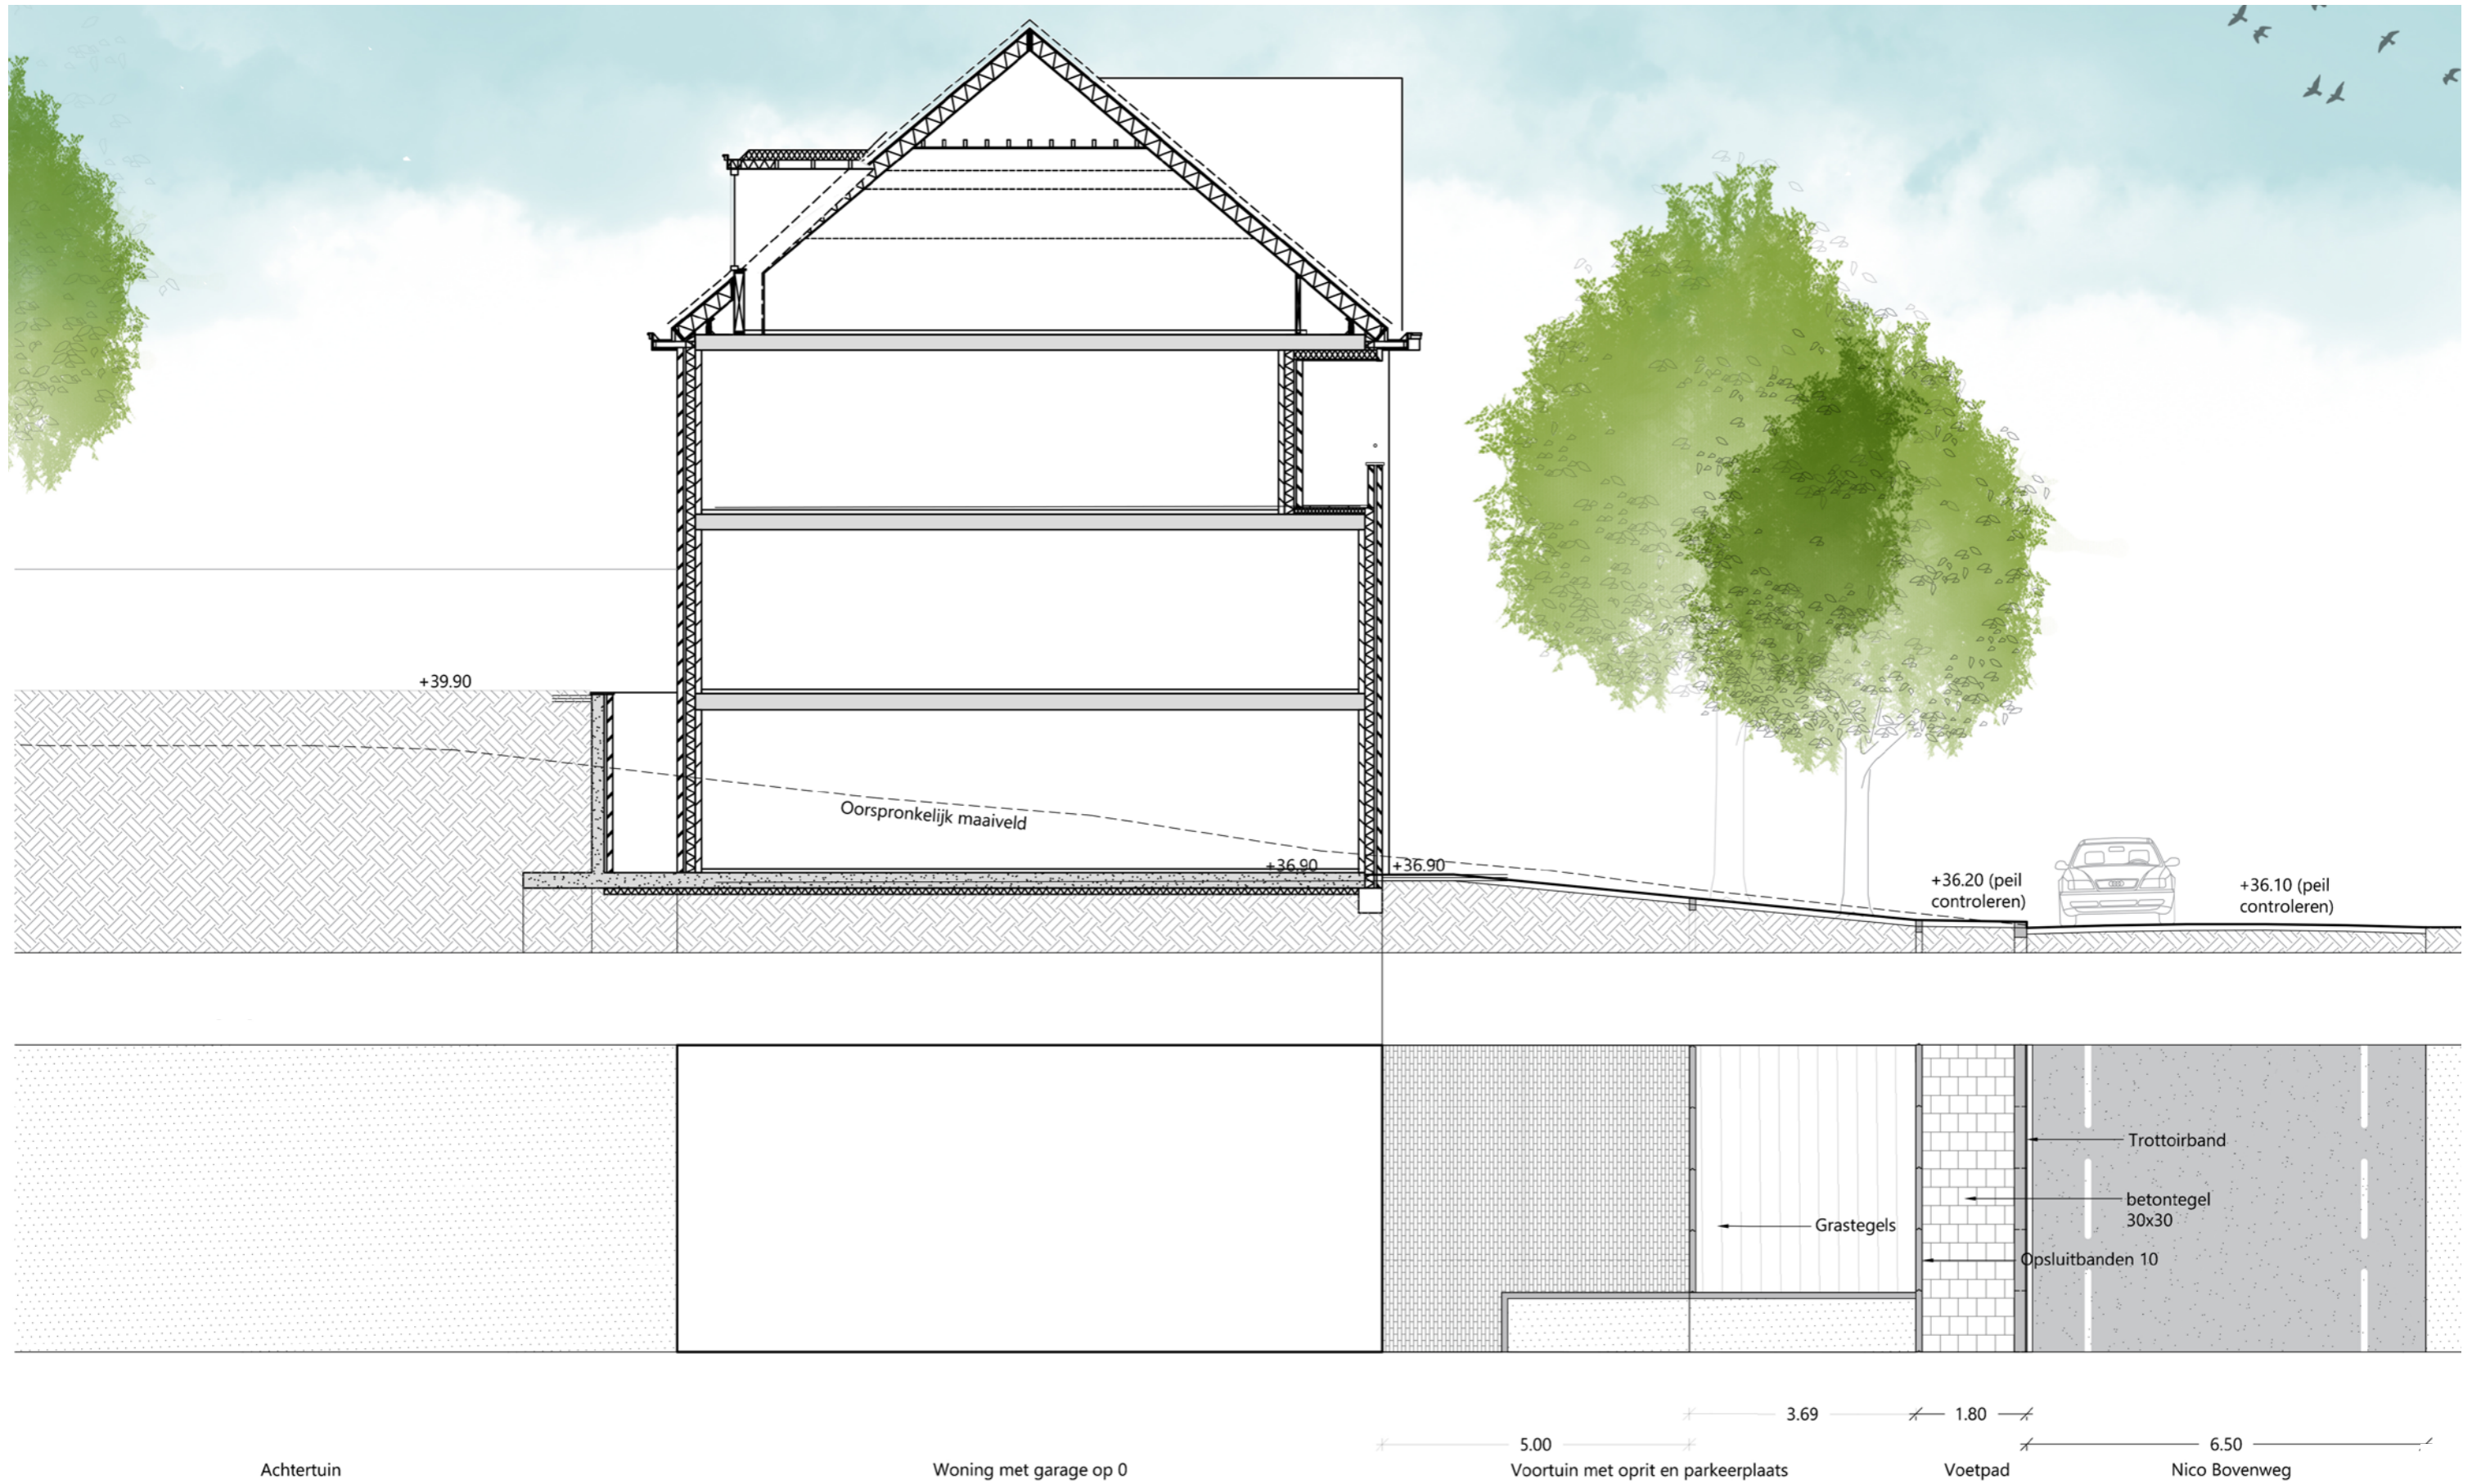 +39.90
Oorspronkelijk maaiveld
+36.90
+36.90
+36.20 (peil
controleren)
+36.10 (peil
controleren)
Trottoirband
betontegel
30x30
Grastegels
Opsluitbanden 10
3.69
1.80
5.00
6.50
Achtertuin
Woning met garage op 0
Voortuin met oprit en parkeerplaats
Voetpad
Nico Bovenweg